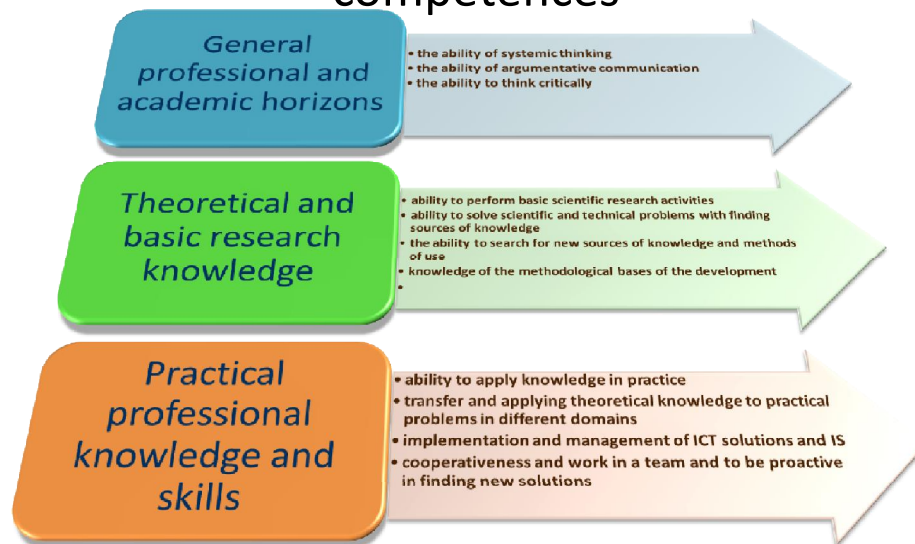 competences
General
professional and
academic horizons
• the ability of systemic thinking
• the ability of argumentative communication
• the ability to think critically
Theoretical and
basic research
knowledge
• ability to perform basic scientific research activities
• ability to solve scientific and technical problems with finding
sources of knowledge
• the ability to search for new sources of knowledge and methods
of use
• knowledge of the methodological bases of the development
•
Practical
professional
knowledge and
skills
• ability to apply knowledge in practice
• transfer and applying theoretical knowledge to practical
problems in different domains
• implementation and management of ICT solutions and IS
• cooperativeness and work in a team and to be proactive
in finding new solutions